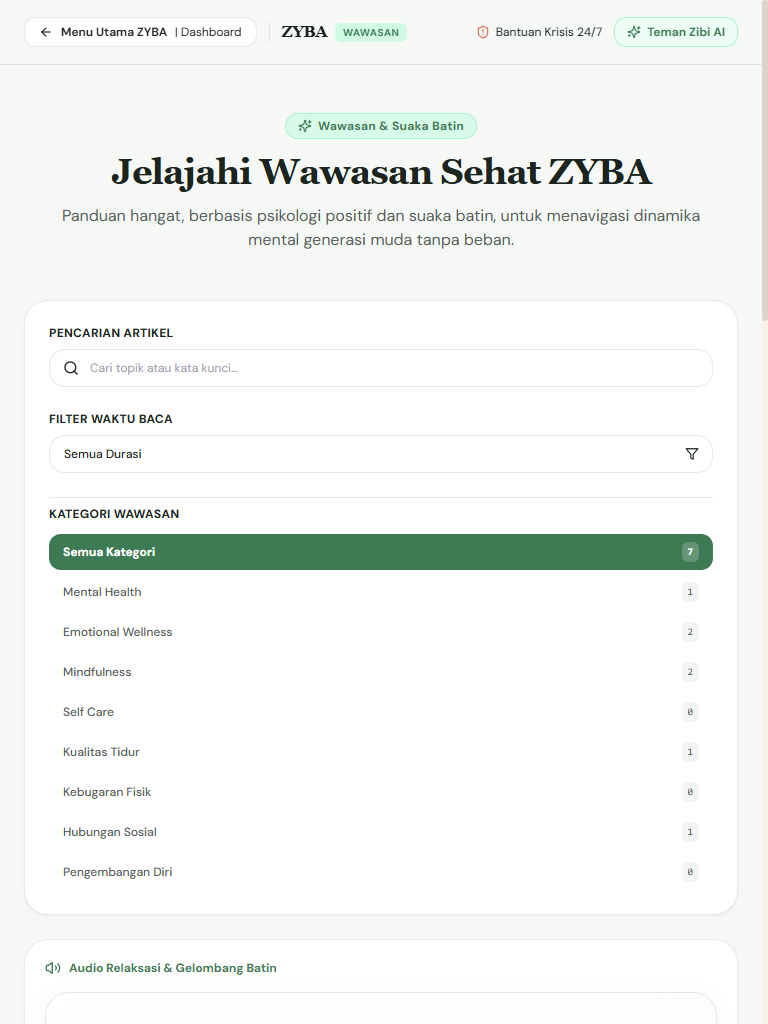 Menu Utama ZYBA | Dashboard
ZYBA
WAWASAN
Bantuan Krisis 24/7
Teman Zibi AI
Wawasan & Suaka Batin
Jelajahi Wawasan Sehat ZYBA
Panduan hangat, berbasis psikologi positif dan suaka batin, untuk menavigasi dinamika
mental generasi muda tanpa beban.
PENCARIAN ARTIKEL
Cari topik atau kata kunci...
FILTER WAKTU BACA
Semua Durasi
KATEGORI WAWASAN
Semua Kategori 7
Mental Health 1
Emotional Wellness 2
Mindfulness 2
Self Care 0
Kualitas Tidur 1
Kebugaran Fisik 0
Hubungan Sosial 1
Pengembangan Diri 0
Audio Relaksasi & Gelombang Batin